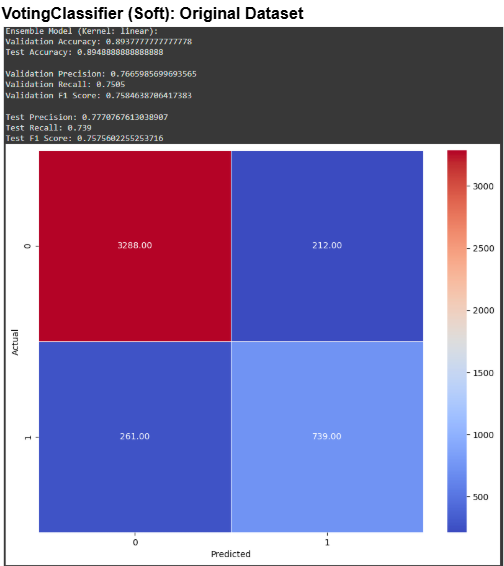 VotingClassifier (Soft): Original Dataset
Ensemble Model (Kernel: linear):
Validation Accuracy: 0.8937777777777778
Test Accuracy: 0.8948888888888888
Validation Precision: 0.7665985699693565
Validation Recall: 0.7505
Validation F1 Score: 0.7584638706417383
Test Precision: 0.7770767613038907
Test Recall: 0.739
Test F1 Score: 0.7575602255253716
3000
3288.00 212.00
0
2500
2000
Actual
1500
1000
261.00 739.00
1
500
0 1
Predicted